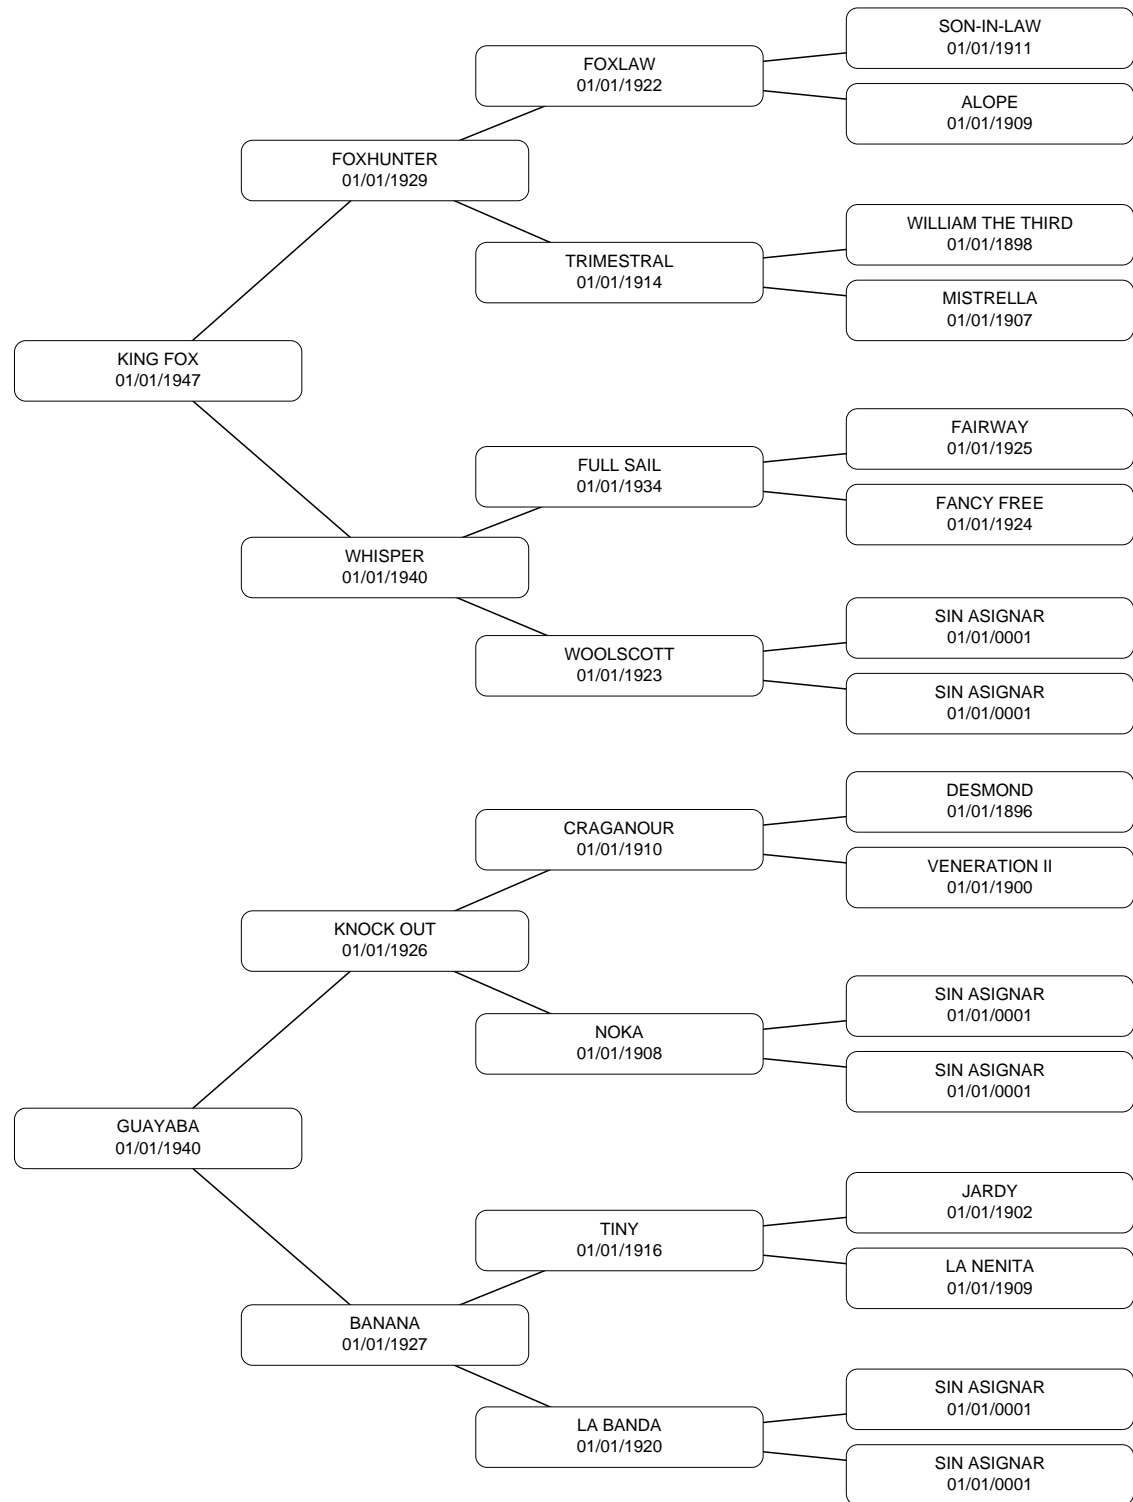 SON-IN-LAW
01/01/1911
FOXLAW
01/01/1922
ALOPE
01/01/1909
FOXHUNTER
01/01/1929
WILLIAM THE THIRD
01/01/1898
TRIMESTRAL
01/01/1914
MISTRELLA
01/01/1907
KING FOX
01/01/1947
FAIRWAY
01/01/1925
FULL SAIL
01/01/1934
FANCY FREE
01/01/1924
WHISPER
01/01/1940
SIN ASIGNAR
01/01/0001
WOOLSCOTT
01/01/1923
SIN ASIGNAR
01/01/0001
DESMOND
01/01/1896
CRAGANOUR
01/01/1910
VENERATION II
01/01/1900
KNOCK OUT
01/01/1926
SIN ASIGNAR
01/01/0001
NOKA
01/01/1908
SIN ASIGNAR
01/01/0001
GUAYABA
01/01/1940
JARDY
01/01/1902
TINY
01/01/1916
LA NENITA
01/01/1909
BANANA
01/01/1927
SIN ASIGNAR
01/01/0001
LA BANDA
01/01/1920
SIN ASIGNAR
01/01/0001